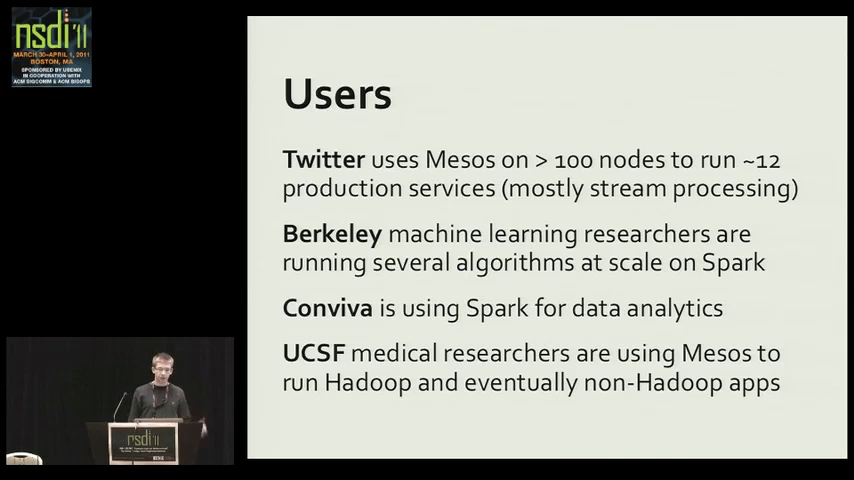 nsdi'11
MARCH 30–APRIL 1, 2011
BOSTON, MA
SPONSORED BY USENIX
IN COOPERATION WITH
ACM SIGCOMM & ACM SIGOPS
Users
Twitter uses Mesos on > 100 nodes to run ~12
production services (mostly stream processing)
Berkeley machine learning researchers are
running several algorithms at scale on Spark
Conviva is using Spark for data analytics
UCSF medical researchers are using Mesos to
run Hadoop and eventually non-Hadoop apps
nsdi'11